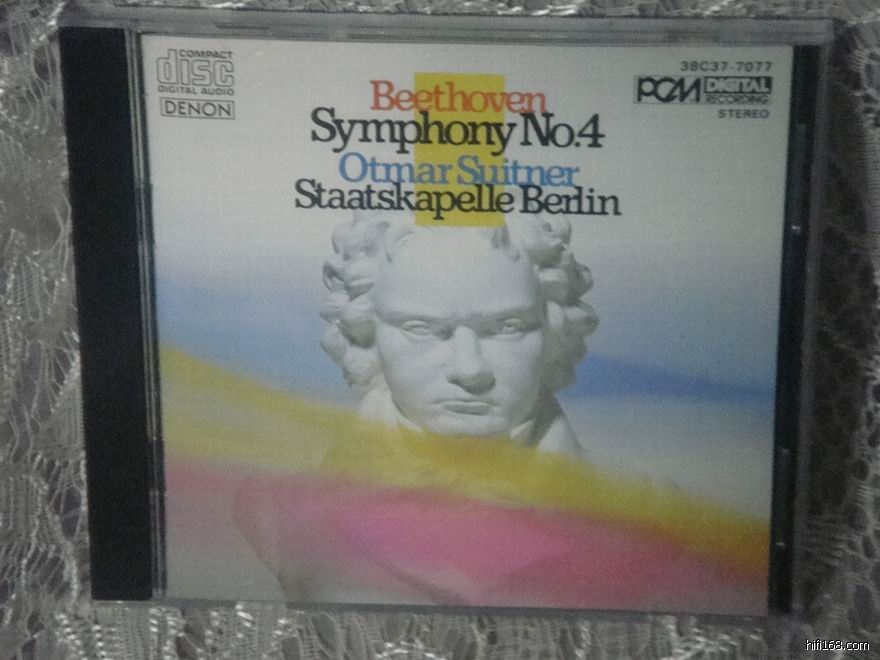 COMPACT
disc
DIGITAL AUDIO
DENON
38C37-7077
PCM DIGITAL
RECORDING
STEREO
Beethoven
Symphony No.4
Otmar Suitner
Staatskapelle Berlin
hifi168.com